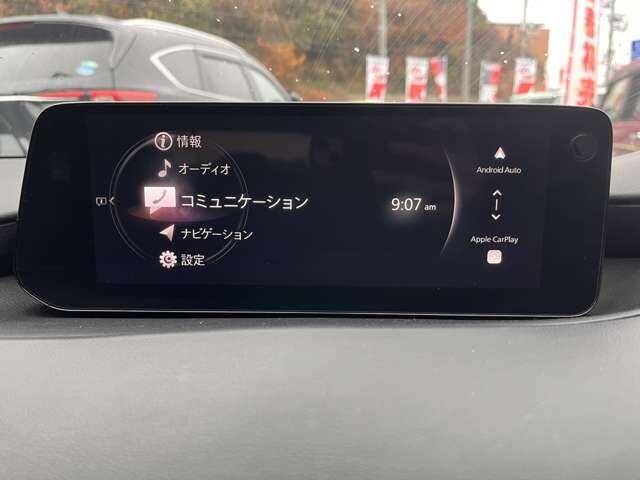 情報
オーディオ
コミュニケーション
ナビゲーション
設定
9:07 am
Android Auto
Apple CarPlay